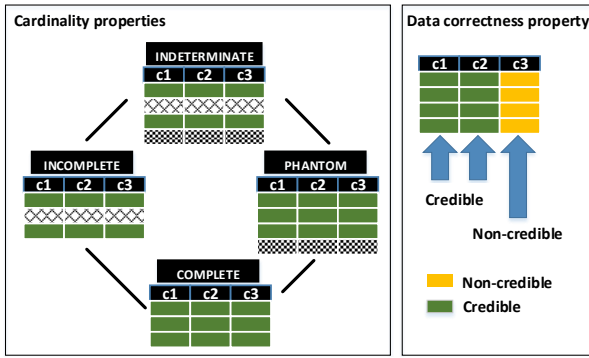 Cardinality properties
INDETERMINATE
c1 c2 c3
INCOMPLETE
c1 c2 c3
PHANTOM
c1 c2 c3
COMPLETE
c1 c2 c3
Data correctness property
c1 c2 c3
Credible
Non-credible
Non-credible
Credible